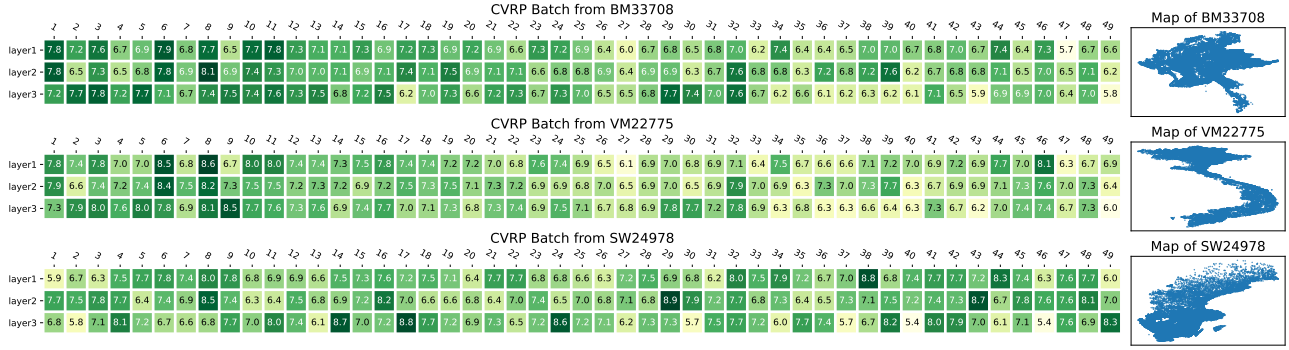 CVRP Batch from BM33708
1 2 3 4 5 6 7 8 9 10 11 12 13 14 15 16 17 18 19 20 21 22 23 24 25 26 27 28 29 30 31 32 33 34 35 36 37 38 39 40 41 42 43 44 45 46 47 48 49
layer1 7.8 7.2 7.6 6.7 6.9 7.9 6.8 7.7 6.5 7.7 7.8 7.3 7.1 7.1 7.3 6.9 7.2 7.3 6.9 7.2 6.9 6.6 7.3 7.2 6.9 6.4 6.0 6.7 6.8 6.5 6.8 7.0 6.2 7.4 6.4 6.4 6.5 7.0 7.0 6.7 6.8 7.0 6.7 7.4 6.4 7.3 5.7 6.7 6.6
layer2 7.8 6.5 7.3 6.5 6.8 7.8 6.9 8.1 6.9 7.4 7.3 7.0 7.0 7.1 6.9 7.1 7.4 7.1 7.5 6.9 7.1 7.1 6.6 6.8 6.8 6.9 6.4 6.9 6.9 6.3 6.7 7.6 6.8 6.8 6.3 7.2 6.8 7.2 7.6 6.2 6.7 6.8 6.8 7.1 6.5 7.0 6.5 7.1 6.2
layer3 7.2 7.7 7.8 7.2 7.7 7.1 6.7 7.4 7.5 7.4 7.6 7.3 7.5 6.8 7.2 7.5 6.2 7.0 7.3 6.6 7.2 7.3 6.7 7.3 7.0 6.5 6.5 6.8 7.7 7.4 7.0 7.6 6.7 6.2 6.6 6.1 6.2 6.3 6.2 6.1 7.1 6.5 5.9 6.9 6.9 7.0 6.4 7.0 5.8
Map of BM33708
CVRP Batch from VM22775
1 2 3 4 5 6 7 8 9 10 11 12 13 14 15 16 17 18 19 20 21 22 23 24 25 26 27 28 29 30 31 32 33 34 35 36 37 38 39 40 41 42 43 44 45 46 47 48 49
layer1 7.8 7.4 7.8 7.0 7.0 8.5 6.8 8.6 6.7 8.0 8.0 7.4 7.4 7.3 7.5 7.8 7.4 7.4 7.2 7.2 7.0 6.8 7.6 7.4 6.9 6.5 6.1 6.9 7.0 6.8 6.9 7.1 6.4 7.5 6.7 6.6 6.6 7.1 7.2 7.0 6.9 7.2 6.9 7.7 7.0 8.1 6.3 6.7 6.9
layer2 7.9 6.6 7.4 7.2 7.4 8.4 7.5 8.2 7.3 7.5 7.5 7.2 7.3 7.2 6.9 7.2 7.5 7.3 7.5 7.1 7.3 7.2 6.9 6.9 6.8 7.0 6.5 6.9 7.0 6.5 6.9 7.9 7.0 6.9 6.3 7.3 7.0 7.3 7.7 6.3 6.7 6.9 6.9 7.1 7.3 7.6 7.0 7.3 6.4
layer3 7.3 7.9 8.0 7.6 8.0 7.8 6.9 8.1 8.5 7.7 7.6 7.3 7.6 6.9 7.4 7.7 7.0 7.1 7.3 6.8 7.3 7.4 6.9 7.5 7.1 6.7 6.8 6.9 7.8 7.7 7.2 7.8 6.9 6.3 6.8 6.3 6.3 6.6 6.4 6.3 7.3 6.7 6.2 7.0 7.4 7.4 6.7 7.3 6.0
Map of VM22775
CVRP Batch from SW24978
1 2 3 4 5 6 7 8 9 10 11 12 13 14 15 16 17 18 19 20 21 22 23 24 25 26 27 28 29 30 31 32 33 34 35 36 37 38 39 40 41 42 43 44 45 46 47 48 49
layer1 5.9 6.7 6.3 7.5 7.7 7.8 7.4 8.0 7.8 6.8 6.9 6.9 6.6 7.5 7.3 7.6 7.2 7.5 7.1 6.4 7.7 7.7 6.8 6.8 6.6 6.3 7.2 7.5 6.9 6.8 6.2 8.0 7.5 7.9 7.2 6.7 7.0 8.8 6.8 7.4 7.7 7.7 7.2 8.3 7.4 6.3 7.6 7.7 6.0
layer2 7.7 7.5 7.8 7.7 6.4 7.4 6.9 8.5 7.4 6.3 6.4 7.5 6.8 6.9 7.2 8.2 7.0 6.6 6.6 6.8 6.4 7.0 7.4 6.5 7.0 6.8 7.1 6.8 8.9 7.9 7.2 7.7 6.8 7.3 6.4 6.5 7.3 7.1 7.5 7.2 7.4 7.3 8.7 6.7 7.8 7.6 7.6 8.1 7.0
layer3 6.8 5.8 7.1 8.1 7.2 6.7 6.6 6.8 7.7 7.0 8.0 7.4 6.1 8.7 7.0 7.2 8.8 7.7 7.2 6.9 7.3 6.5 7.2 8.6 7.2 7.1 6.2 7.3 7.3 5.7 7.5 7.7 7.2 6.0 7.7 7.4 5.7 6.7 8.2 5.4 8.0 7.9 7.0 6.1 7.1 5.4 7.6 6.9 8.3
Map of SW24978